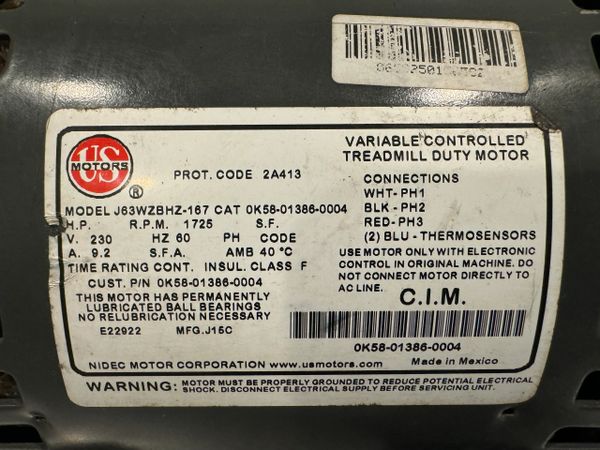 US
MOTORS
®
PROT. CODE 2A413
MODEL J63WZBHZ-167 CAT 0K58-01386-0004
H.P. R.P.M. 1725 S.F.
V. 230 HZ 60 PH CODE
A. 9.2 S.F.A. AMB 40 °C
TIME RATING CONT. INSUL. CLASS F
CUST. P/N 0K58-01386-0004
THIS MOTOR HAS PERMANENTLY
LUBRICATED BALL BEARINGS
NO RELUBRICATION NECESSARY
E22922 MFG.J15C
NIDEC MOTOR CORPORATION www.usmotors.com
VARIABLE CONTROLLED
TREADMILL DUTY MOTOR
CONNECTIONS
WHT-PH1
BLK - PH2
RED-PH3
(2) BLU - THERMOSENSORS
USE MOTOR ONLY WITH ELECTRONIC
CONTROL IN ORIGINAL MACHINE. DO
NOT CONNECT MOTOR DIRECTLY TO
AC LINE.
C.I.M.
0K58-01386-0004
Made in Mexico
WARNING: MOTOR MUST BE PROPERLY GROUNDED TO REDUCE POTENTIAL ELECTRICAL
SHOCK. DISCONNECT ELECTRICAL SUPPLY BEFORE SERVICING UNIT.